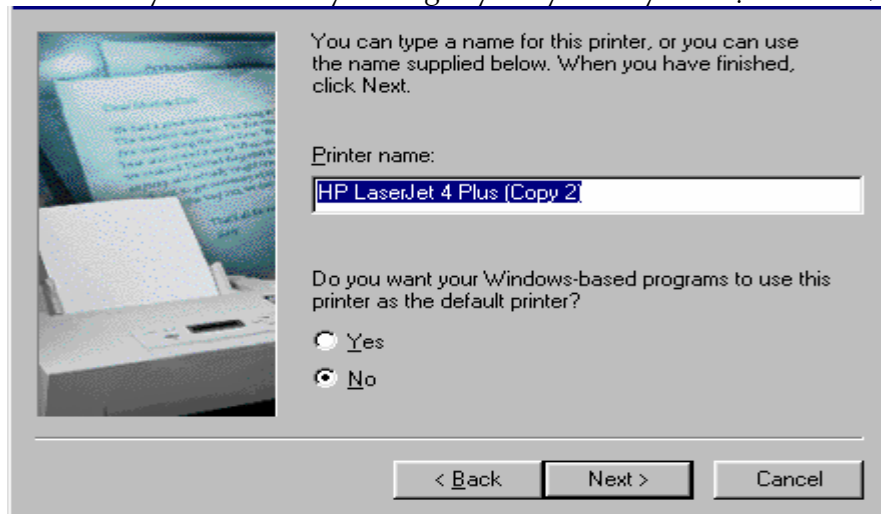 You can type a name for this printer, or you can use
the name supplied below. When you have finished,
click Next.
Printer name:
HP LaserJet 4 Plus (Copy 2)
Do you want your Windows-based programs to use this
printer as the default printer?
Yes
No
< Back
Next >
Cancel